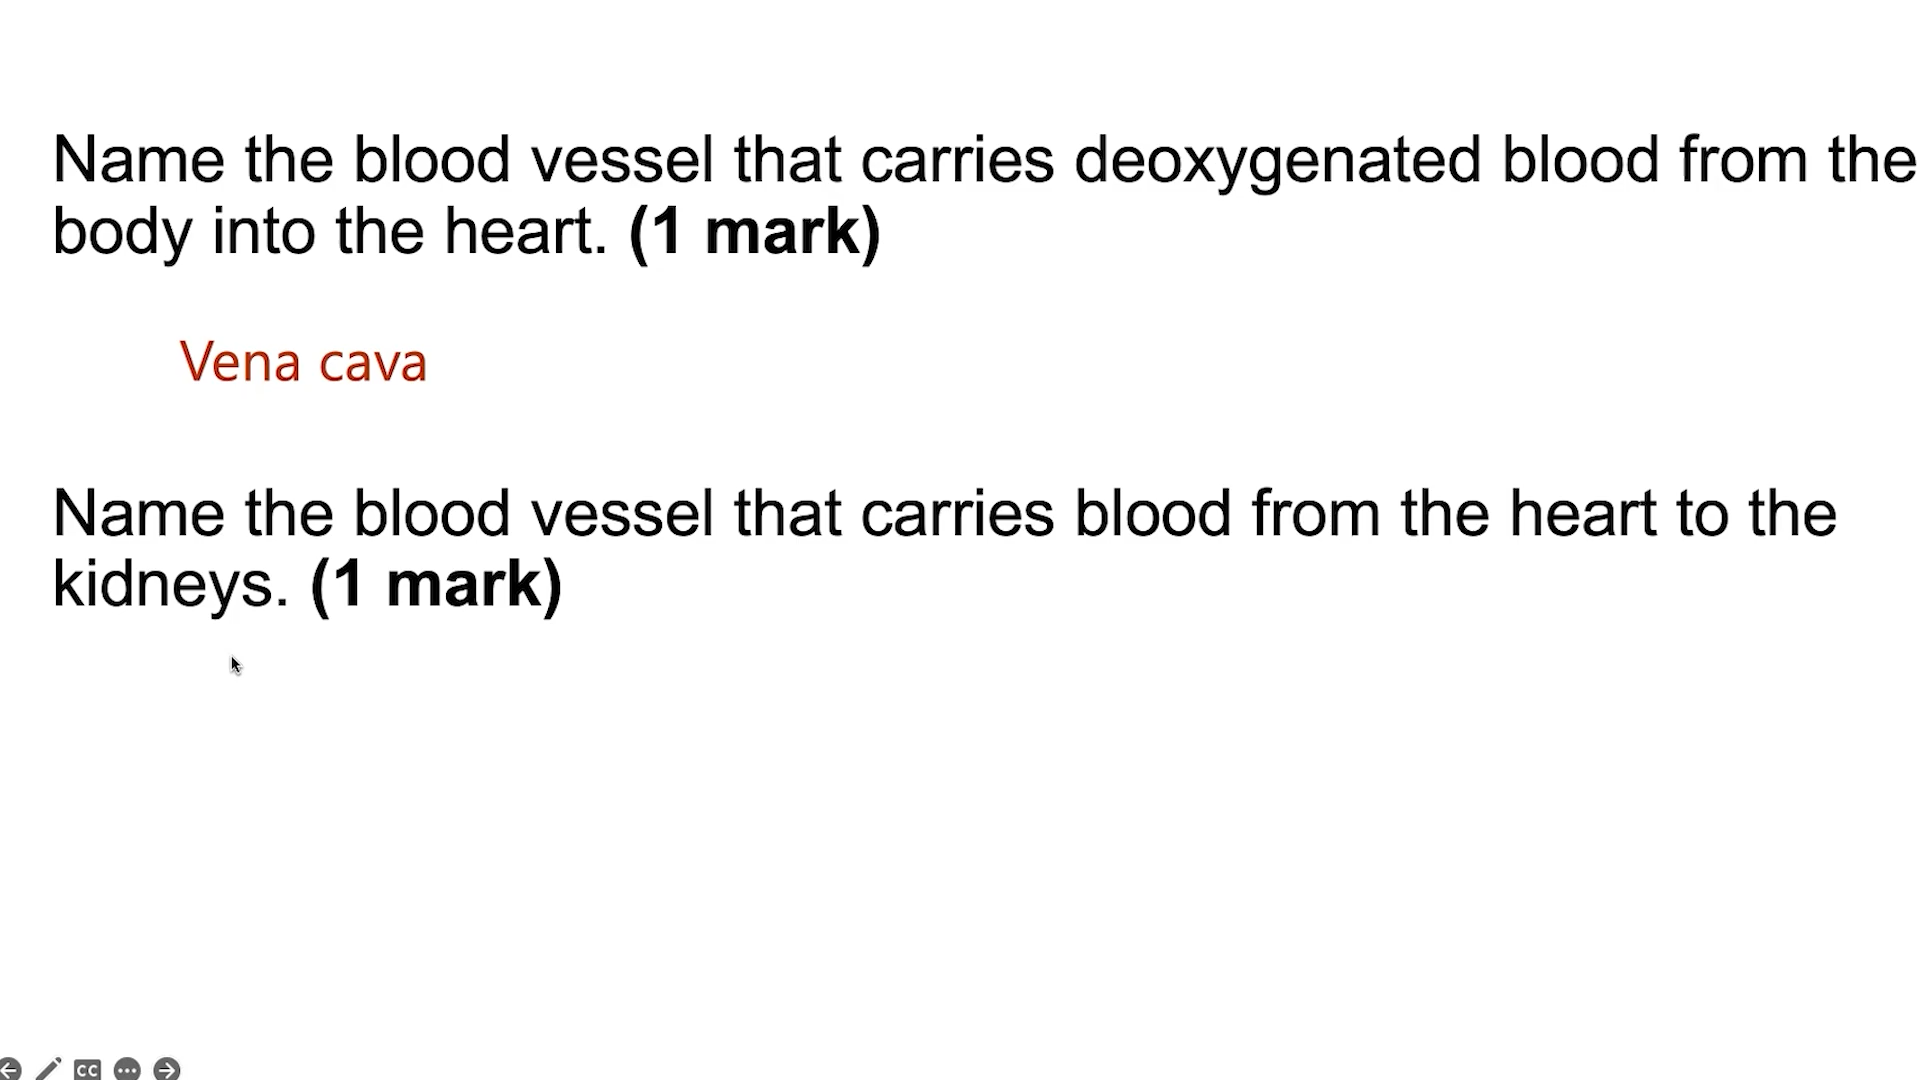 Name the blood vessel that carries deoxygenated blood from the
body into the heart. (1 mark)
Vena cava
Name the blood vessel that carries blood from the heart to the
kidneys. (1 mark)
CC